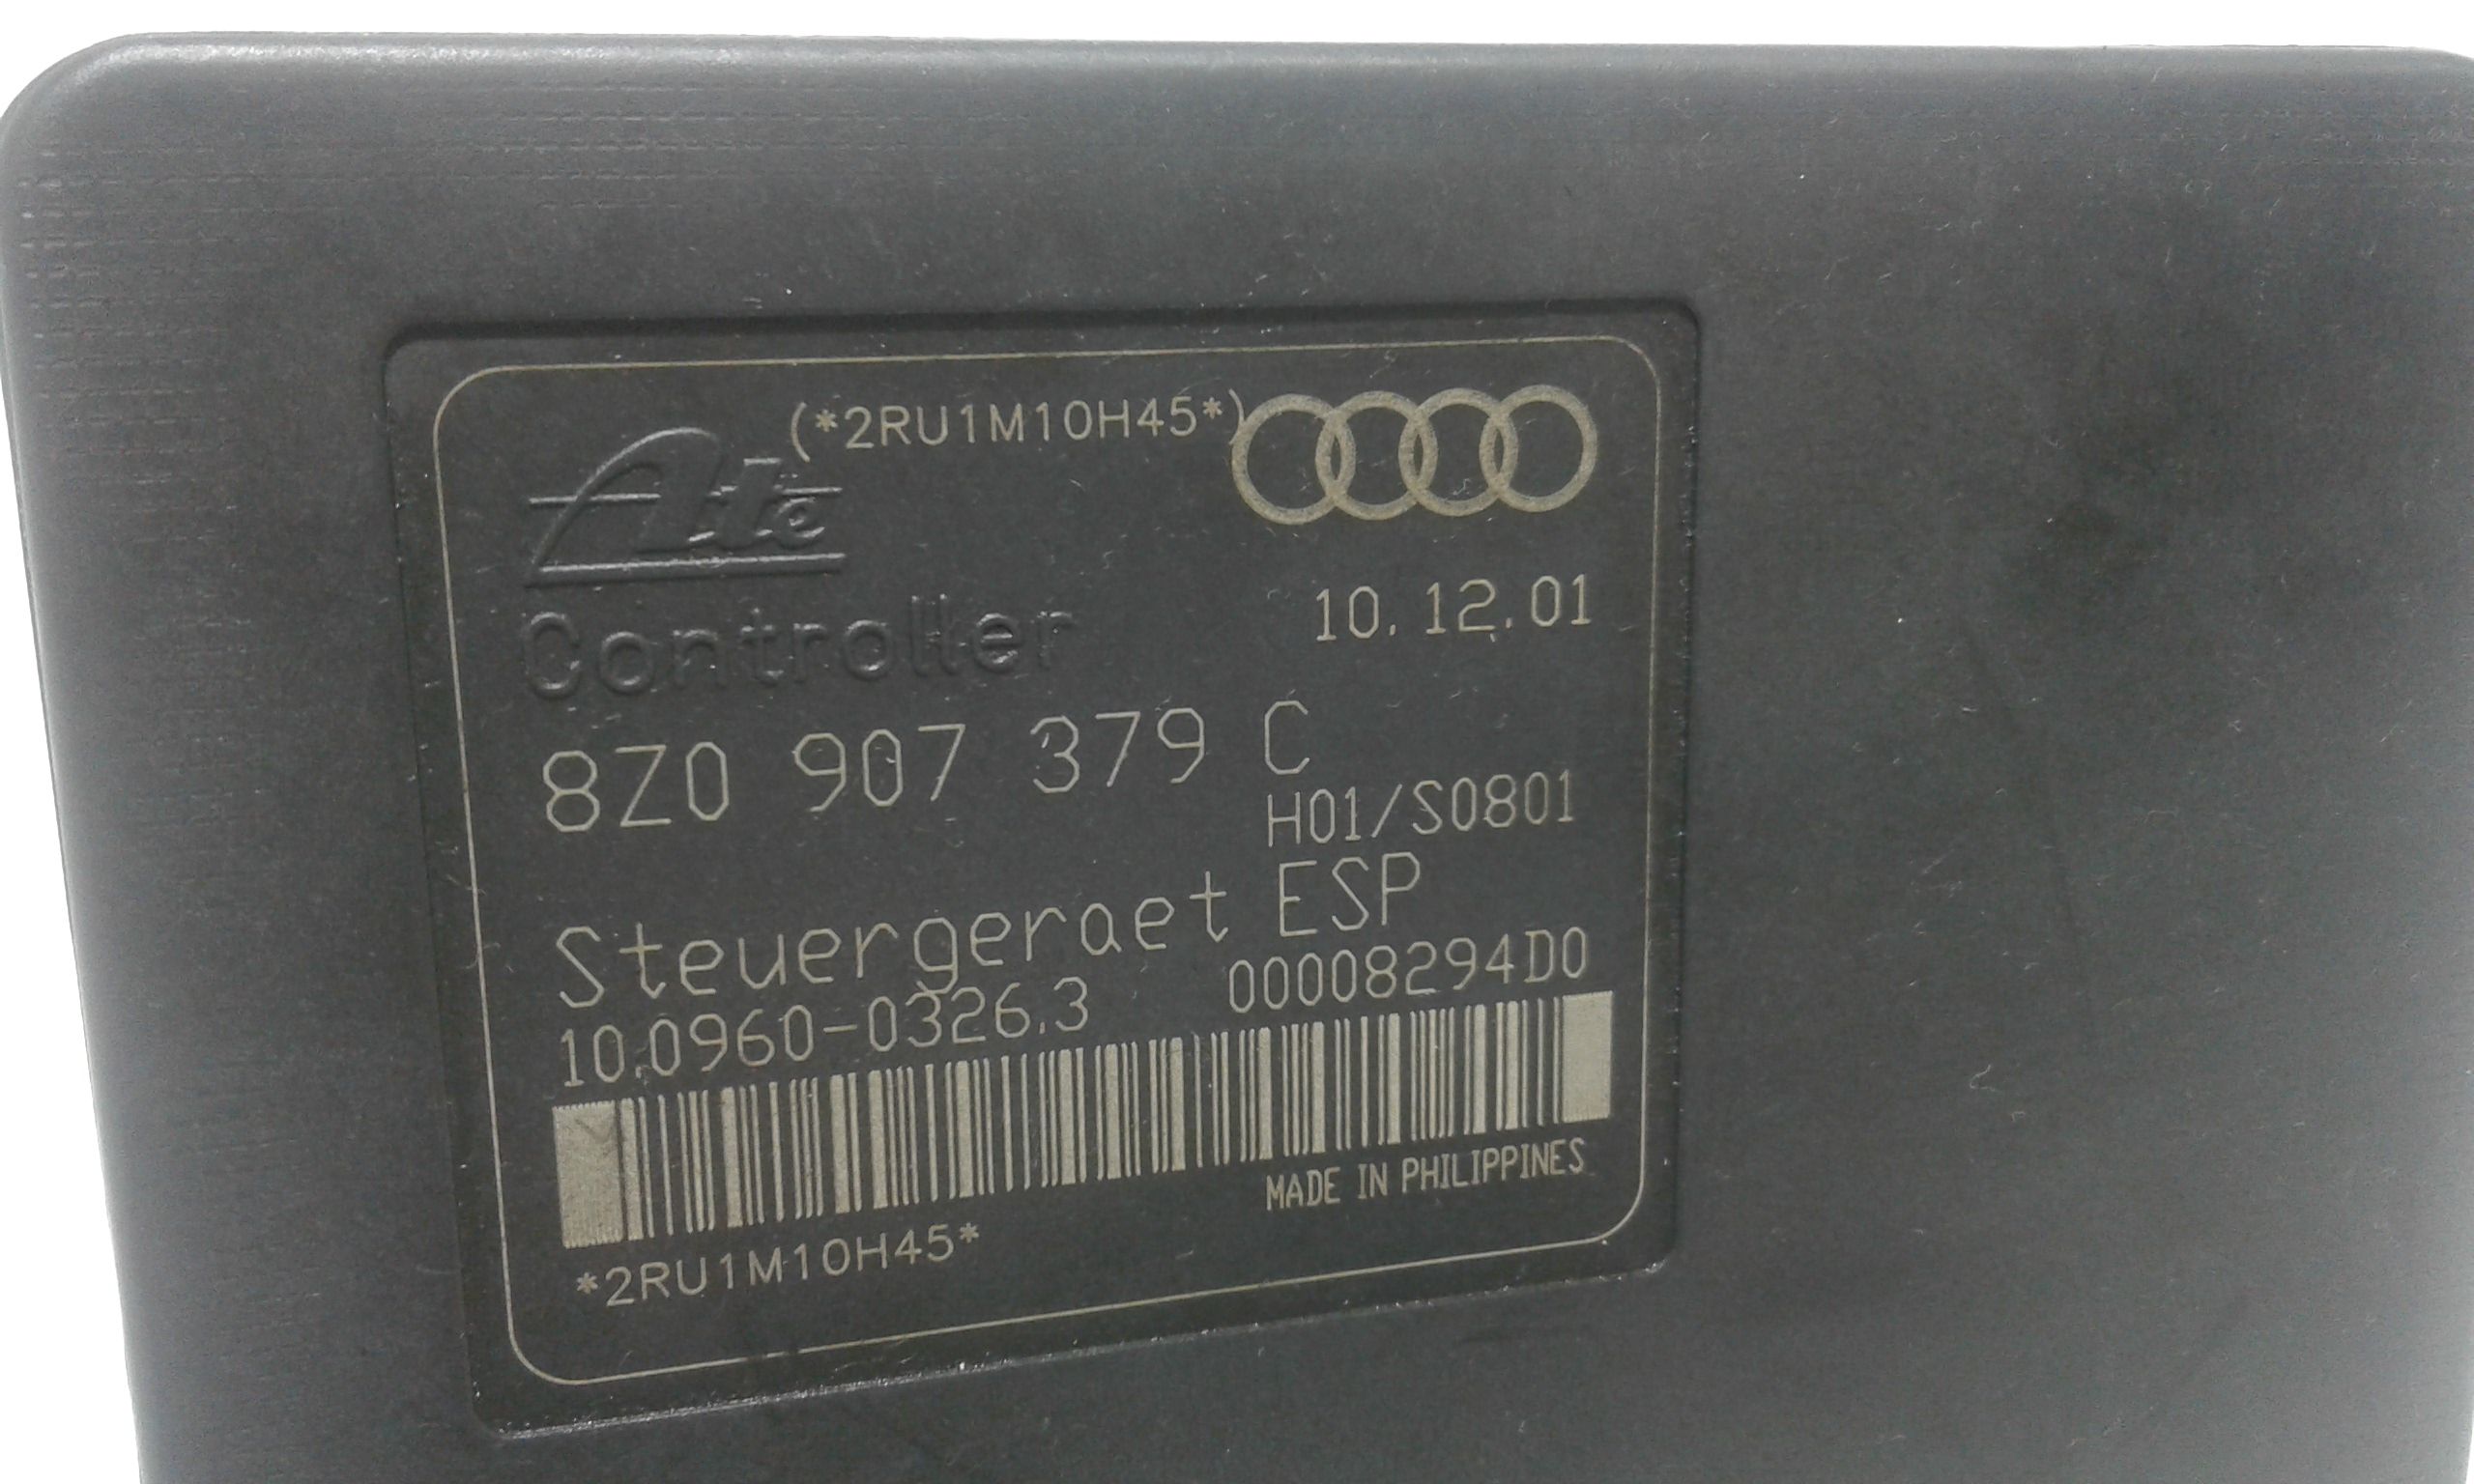 (*2RU1M10H45*)
Ate
Controller
10.12.01
8Z0 907 379 C
H01/S0801
Steuergeraet ESP
10.0960-0326.3 00008294D0
MADE IN PHILIPPINES
*2RU1M10H45*